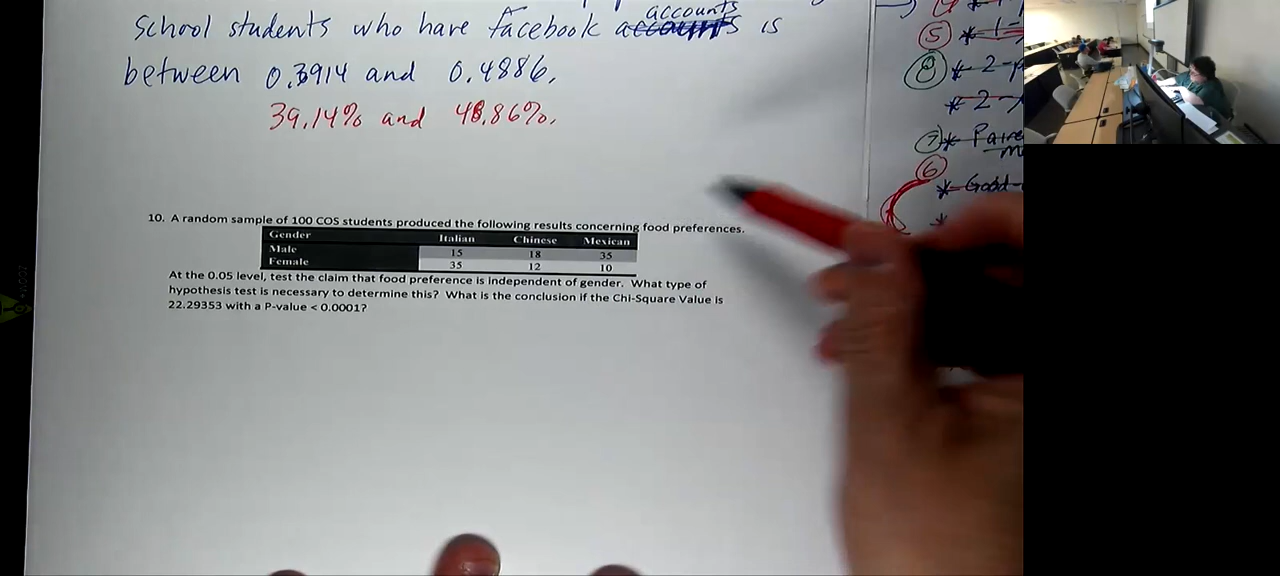 School students who have facebook accounts is
between 0.3914 and 0.4886.
39.14% and 48.86%.
10. A random sample of 100 COS students produced the following results concerning food preferences.
Gender Italian Chinese Mexican
Male 15 18 35
Female 35 12 10
At the 0.05 level, test the claim that food preference is independent of gender. What type of
hypothesis test is necessary to determine this? What is the conclusion if the Chi-Square Value is
22.29353 with a P-value < 0.0001?
5 * 1-
8 * 2-
* 2-
7 * Paire
6
* Good-
*